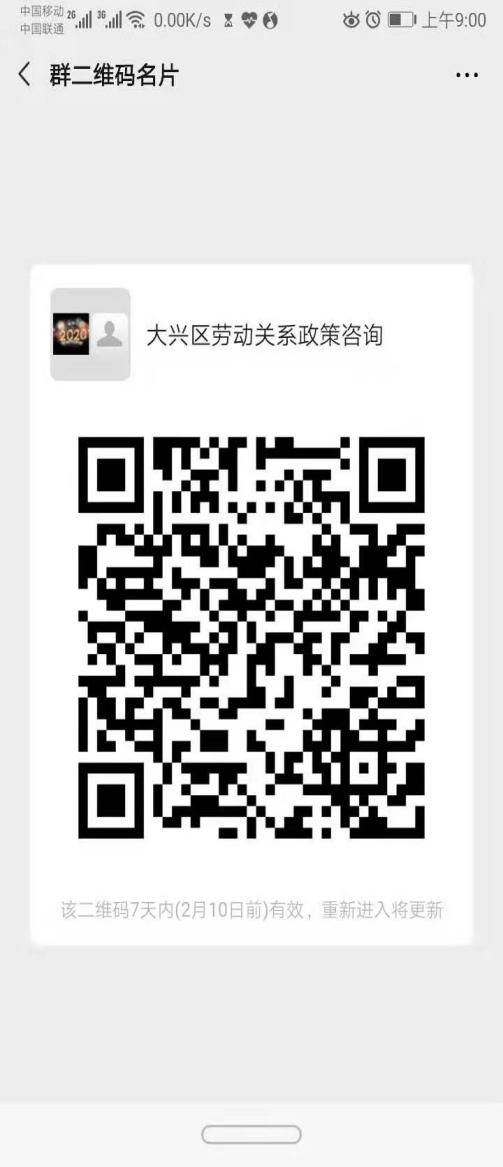 中国移动 2G 3G 0.00K/s 上午9:00
中国联通
群二维码名片
2020
大兴区劳动关系政策咨询
该二维码7天内(2月10日前)有效，重新进入将更新